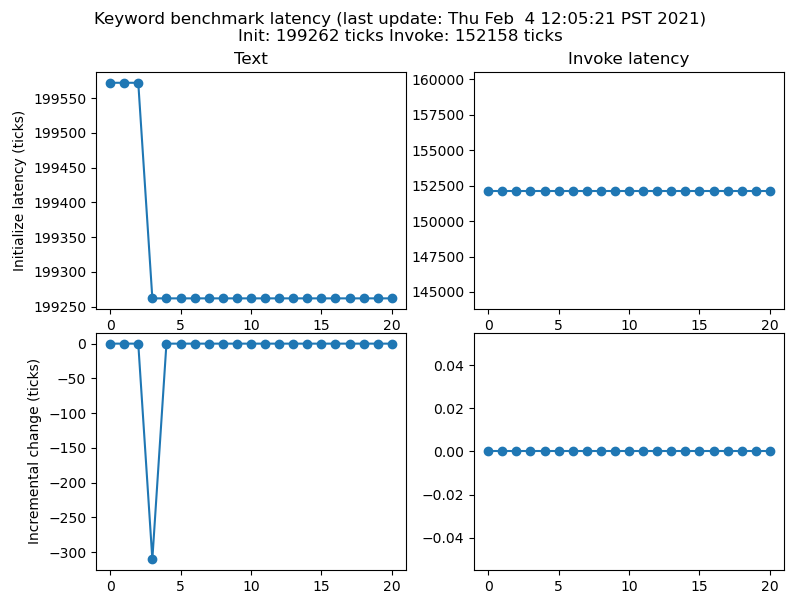 Keyword benchmark latency (last update: Thu Feb  4 12:05:21 PST 2021)
Init: 199262 ticks Invoke: 152158 ticks
Text
Invoke latency
Initialize latency (ticks)
199550
199500
199450
199400
199350
199300
199250
0 5 10 15 20
160000
157500
155000
152500
150000
147500
145000
0 5 10 15 20
Incremental change (ticks)
0
−50
−100
−150
−200
−250
−300
0 5 10 15 20
0.04
0.02
0.00
−0.02
−0.04
0 5 10 15 20